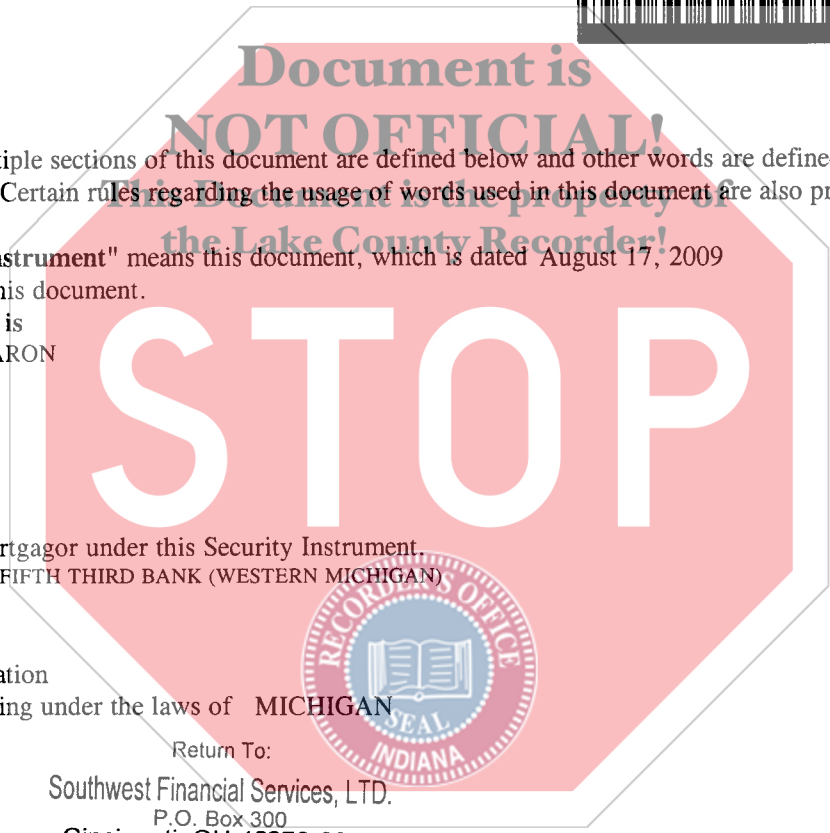 Document is
NOT OFFICIAL!
tiple sections of this document are defined below and other words are define
This Document is the property of
Certain rules regarding the usage of words used in this document are also pr
the Lake County Recorder!
strument" means this document, which is dated August 17, 2009
his document.
is
ARON
STOP
rtgagor under this Security Instrument.
FIFTH THIRD BANK (WESTERN MICHIGAN)
RECORDER'S OFFICE
ation
ing under the laws of MICHIGAN
SEAL
INDIANA
Return To:
Southwest Financial Services, LTD.
P.O. Box 300